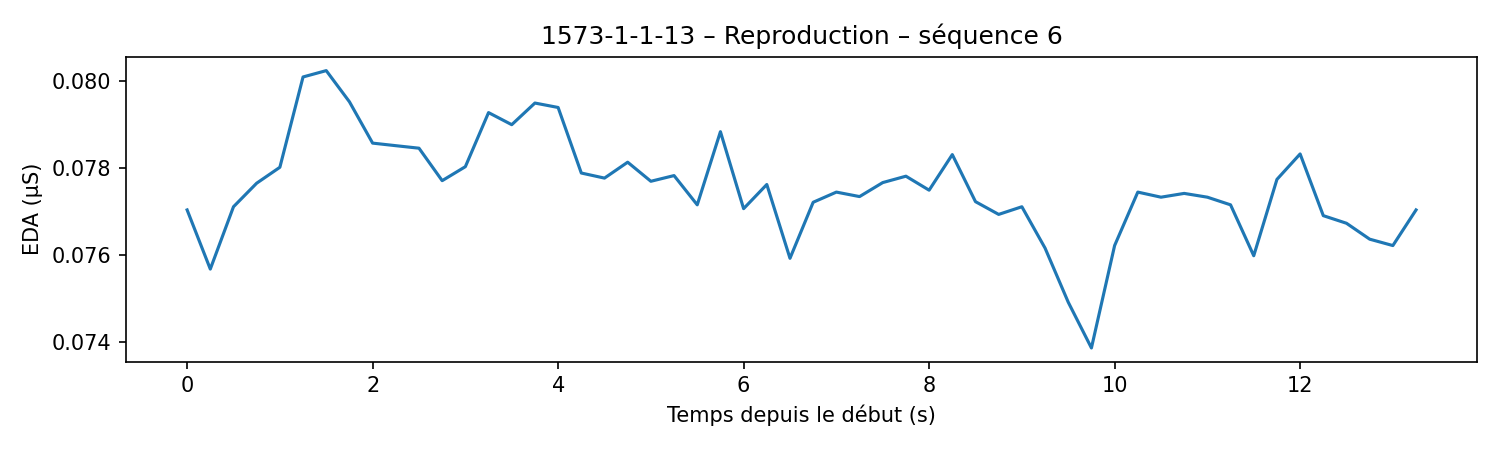 1573-1-1-13 – Reproduction – séquence 6
EDA (µS)
0.080
0.078
0.076
0.074
0 2 4 6 8 10 12
Temps depuis le début (s)